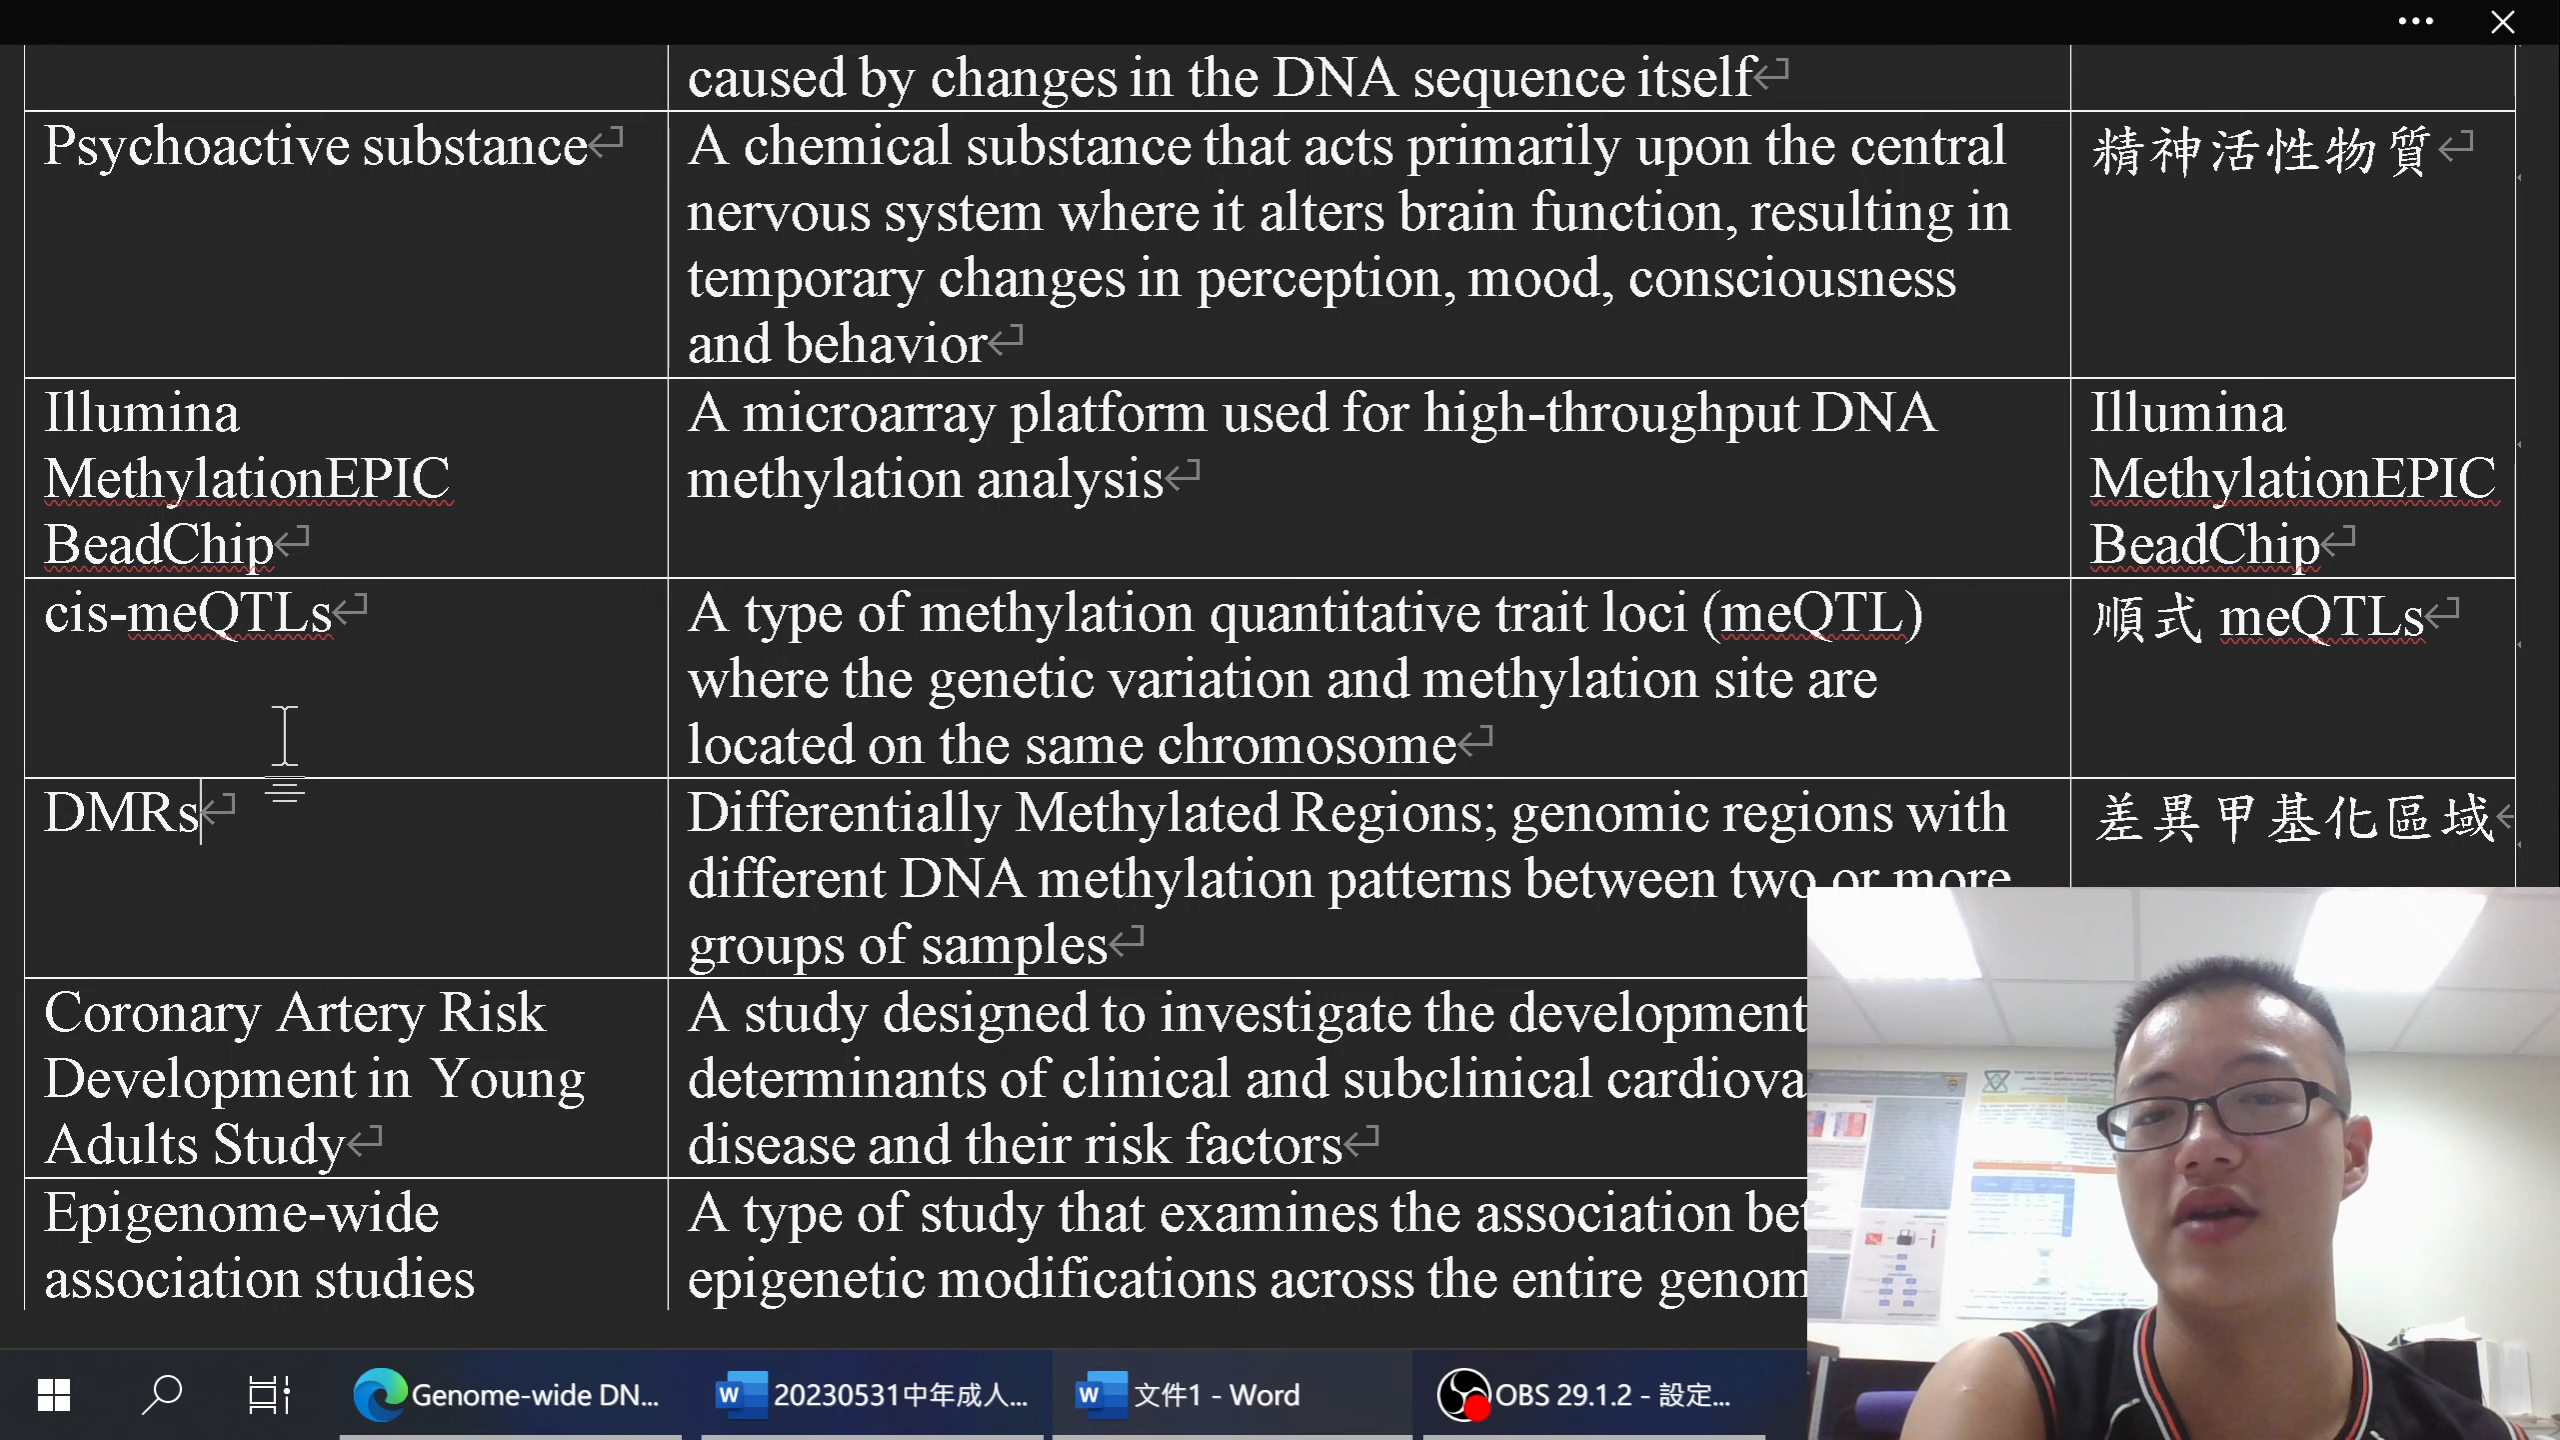 caused by changes in the DNA sequence itself
Psychoactive substance
A chemical substance that acts primarily upon the central
nervous system where it alters brain function, resulting in
temporary changes in perception, mood, consciousness
and behavior
精神活性物質
Illumina
MethylationEPIC
BeadChip
A microarray platform used for high-throughput DNA
methylation analysis
Illumina
MethylationEPIC
BeadChip
cis-meQTLs
A type of methylation quantitative trait loci (meQTL)
where the genetic variation and methylation site are
located on the same chromosome
順式 meQTLs
DMRs
Differentially Methylated Regions; genomic regions with
different DNA methylation patterns between two or more
groups of samples
差異甲基化區域
Coronary Artery Risk
Development in Young
Adults Study
A study designed to investigate the development
determinants of clinical and subclinical cardiova
disease and their risk factors
Epigenome-wide
association studies
A type of study that examines the association bet
epigenetic modifications across the entire genom
Genome-wide DN...
20230531中年成人...
文件1 - Word
OBS 29.1.2 - 設定...